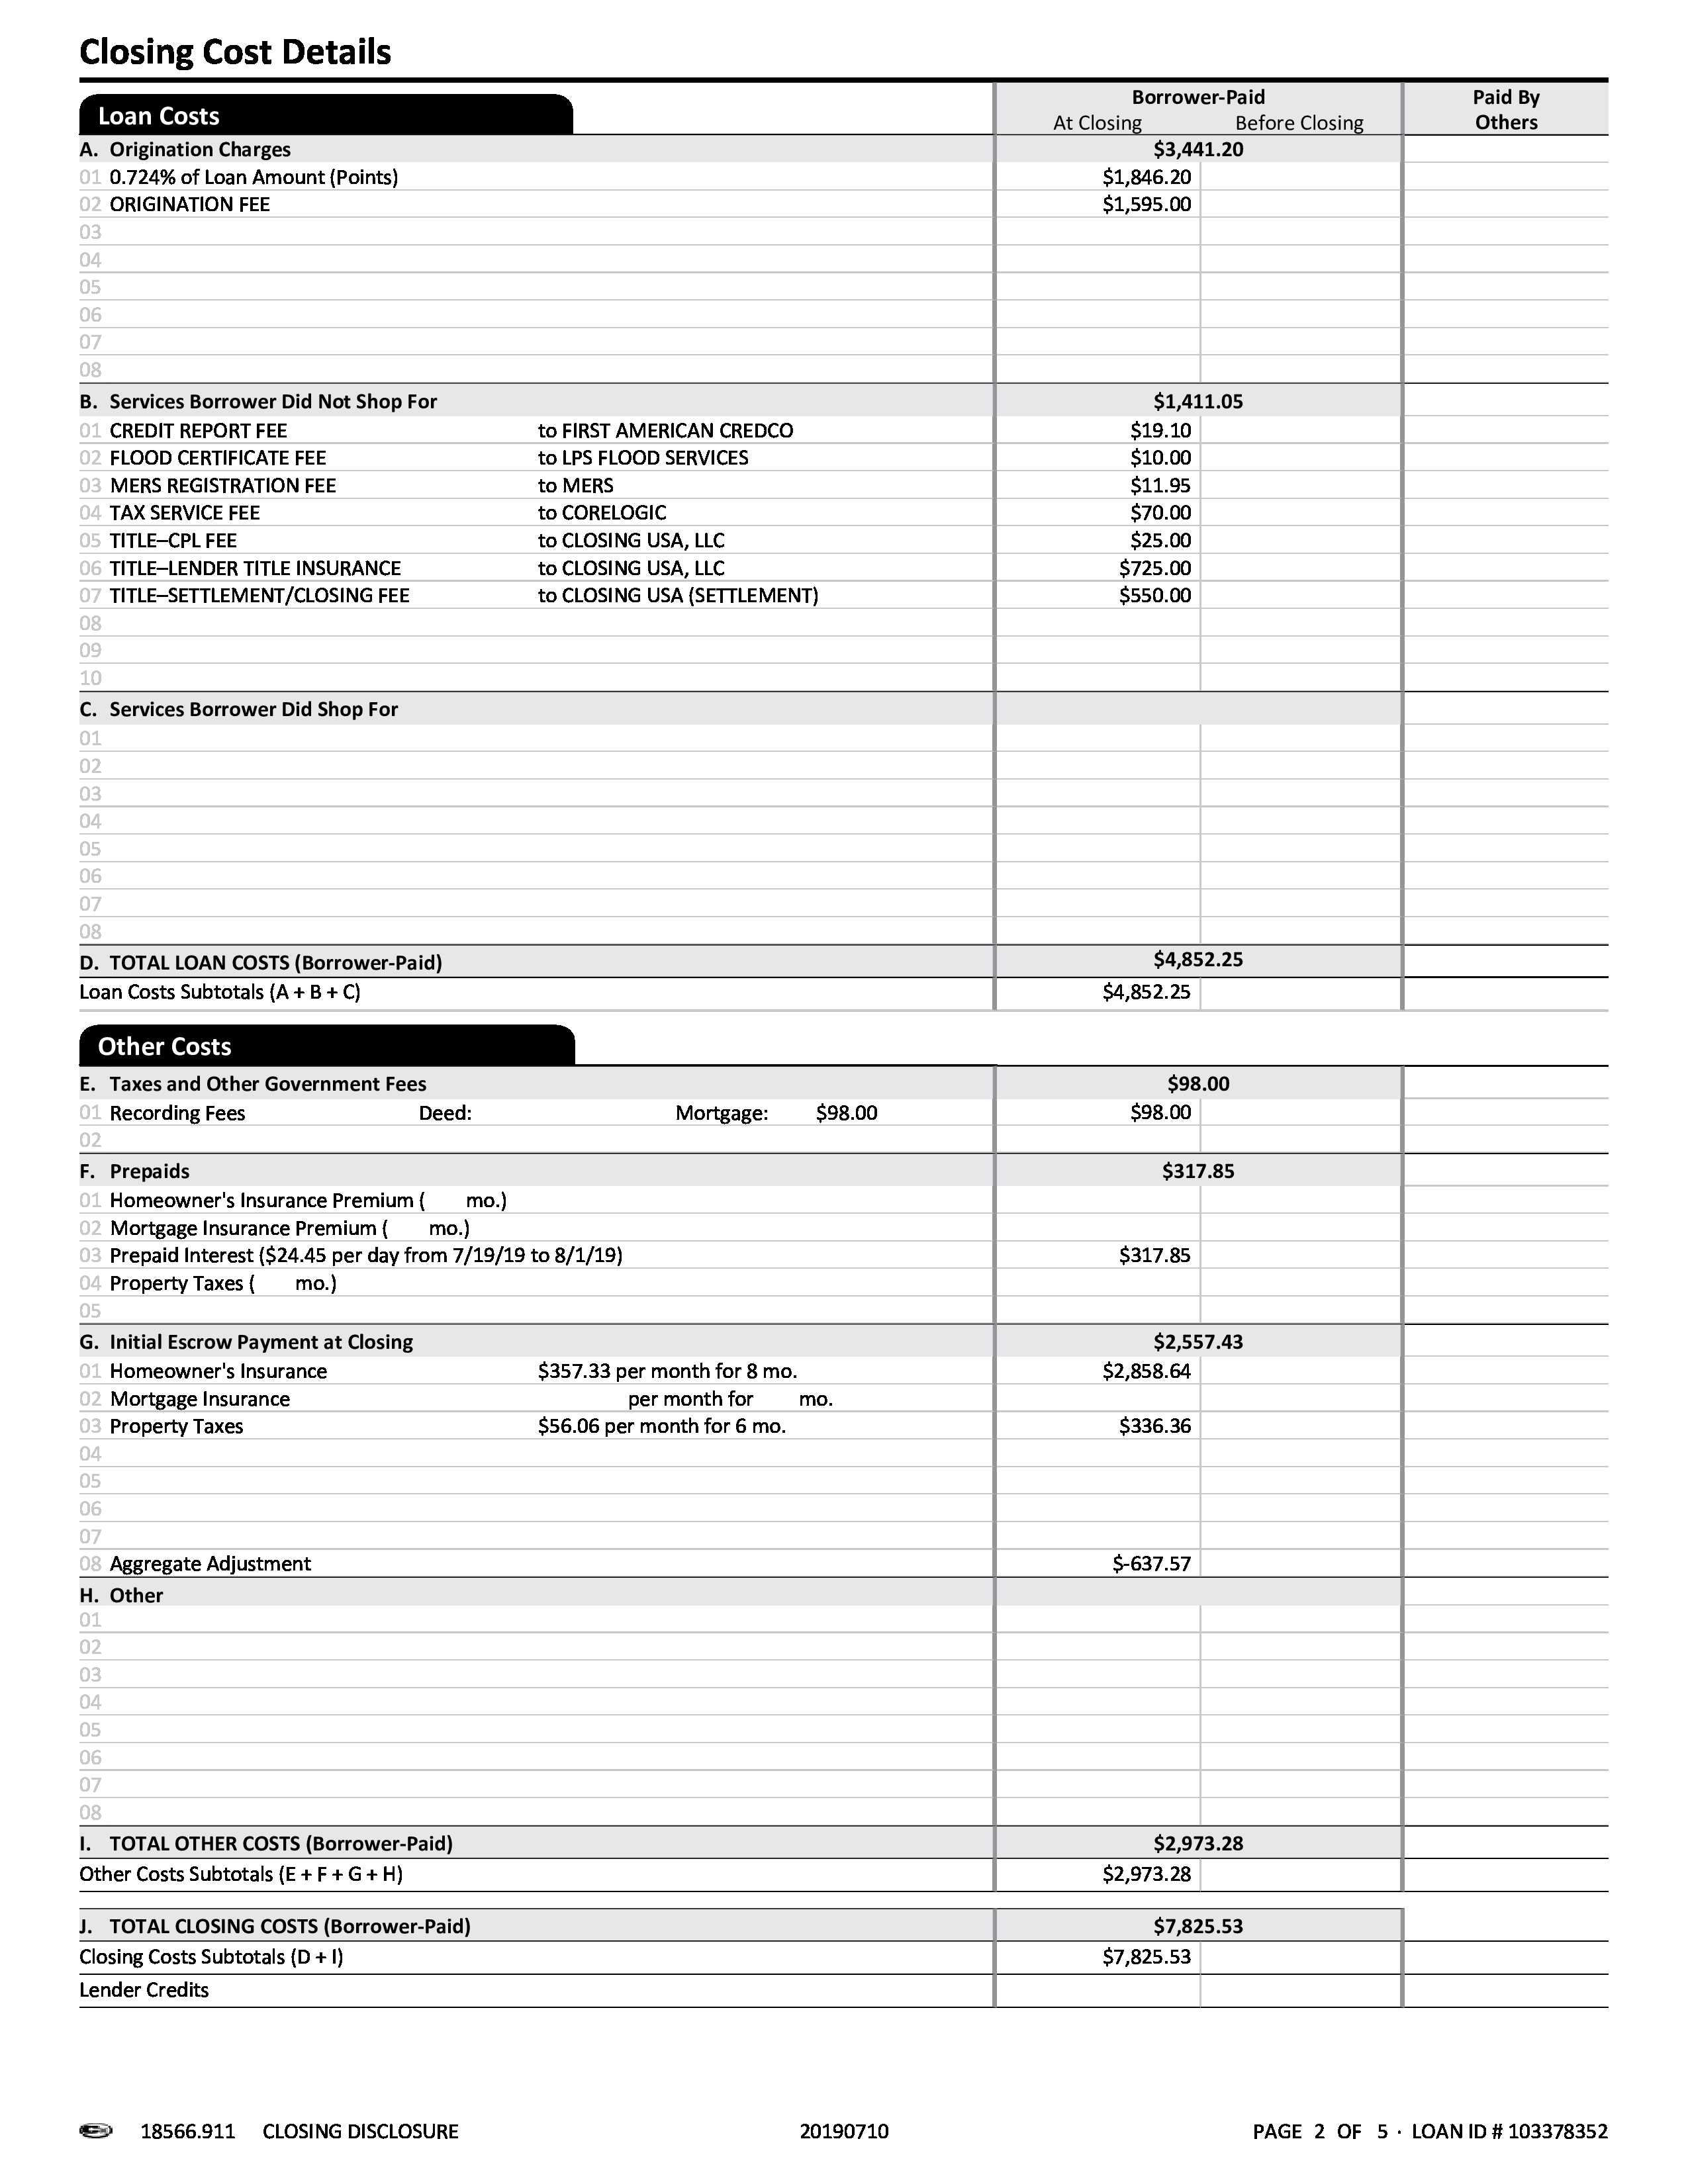 Closing Cost Details
Loan Costs
Borrower-Paid
Paid By
At Closing Before Closing
Others
A. Origination Charges $3,441.20
01 0.724% of Loan Amount (Points) $1,846.20
02 ORIGINATION FEE $1,595.00
03
04
05
06
07
08
B. Services Borrower Did Not Shop For $1,411.05
01 CREDIT REPORT FEE to FIRST AMERICAN CREDCO $19.10
02 FLOOD CERTIFICATE FEE to LPS FLOOD SERVICES $10.00
03 MERS REGISTRATION FEE to MERS $11.95
04 TAX SERVICE FEE to CORELOGIC $70.00
05 TITLE–CPL FEE to CLOSING USA, LLC $25.00
06 TITLE–LENDER TITLE INSURANCE to CLOSING USA, LLC $725.00
07 TITLE–SETTLEMENT/CLOSING FEE to CLOSING USA (SETTLEMENT) $550.00
08
09
10
C. Services Borrower Did Shop For
01
02
03
04
05
06
07
08
D. TOTAL LOAN COSTS (Borrower-Paid) $4,852.25
Loan Costs Subtotals (A + B + C) $4,852.25
Other Costs
E. Taxes and Other Government Fees $98.00
01 Recording Fees Deed: Mortgage: $98.00 $98.00
02
F. Prepaids $317.85
01 Homeowner's Insurance Premium ( mo.)
02 Mortgage Insurance Premium ( mo.)
03 Prepaid Interest ($24.45 per day from 7/19/19 to 8/1/19) $317.85
04 Property Taxes ( mo.)
05
G. Initial Escrow Payment at Closing $2,557.43
01 Homeowner's Insurance $357.33 per month for 8 mo. $2,858.64
02 Mortgage Insurance per month for mo.
03 Property Taxes $56.06 per month for 6 mo. $336.36
04
05
06
07
08 Aggregate Adjustment $-637.57
H. Other
01
02
03
04
05
06
07
08
I. TOTAL OTHER COSTS (Borrower-Paid) $2,973.28
Other Costs Subtotals (E + F + G + H) $2,973.28
J. TOTAL CLOSING COSTS (Borrower-Paid) $7,825.53
Closing Costs Subtotals (D + I) $7,825.53
Lender Credits
18566.911 CLOSING DISCLOSURE 20190710 PAGE 2 OF 5 · LOAN ID # 103378352